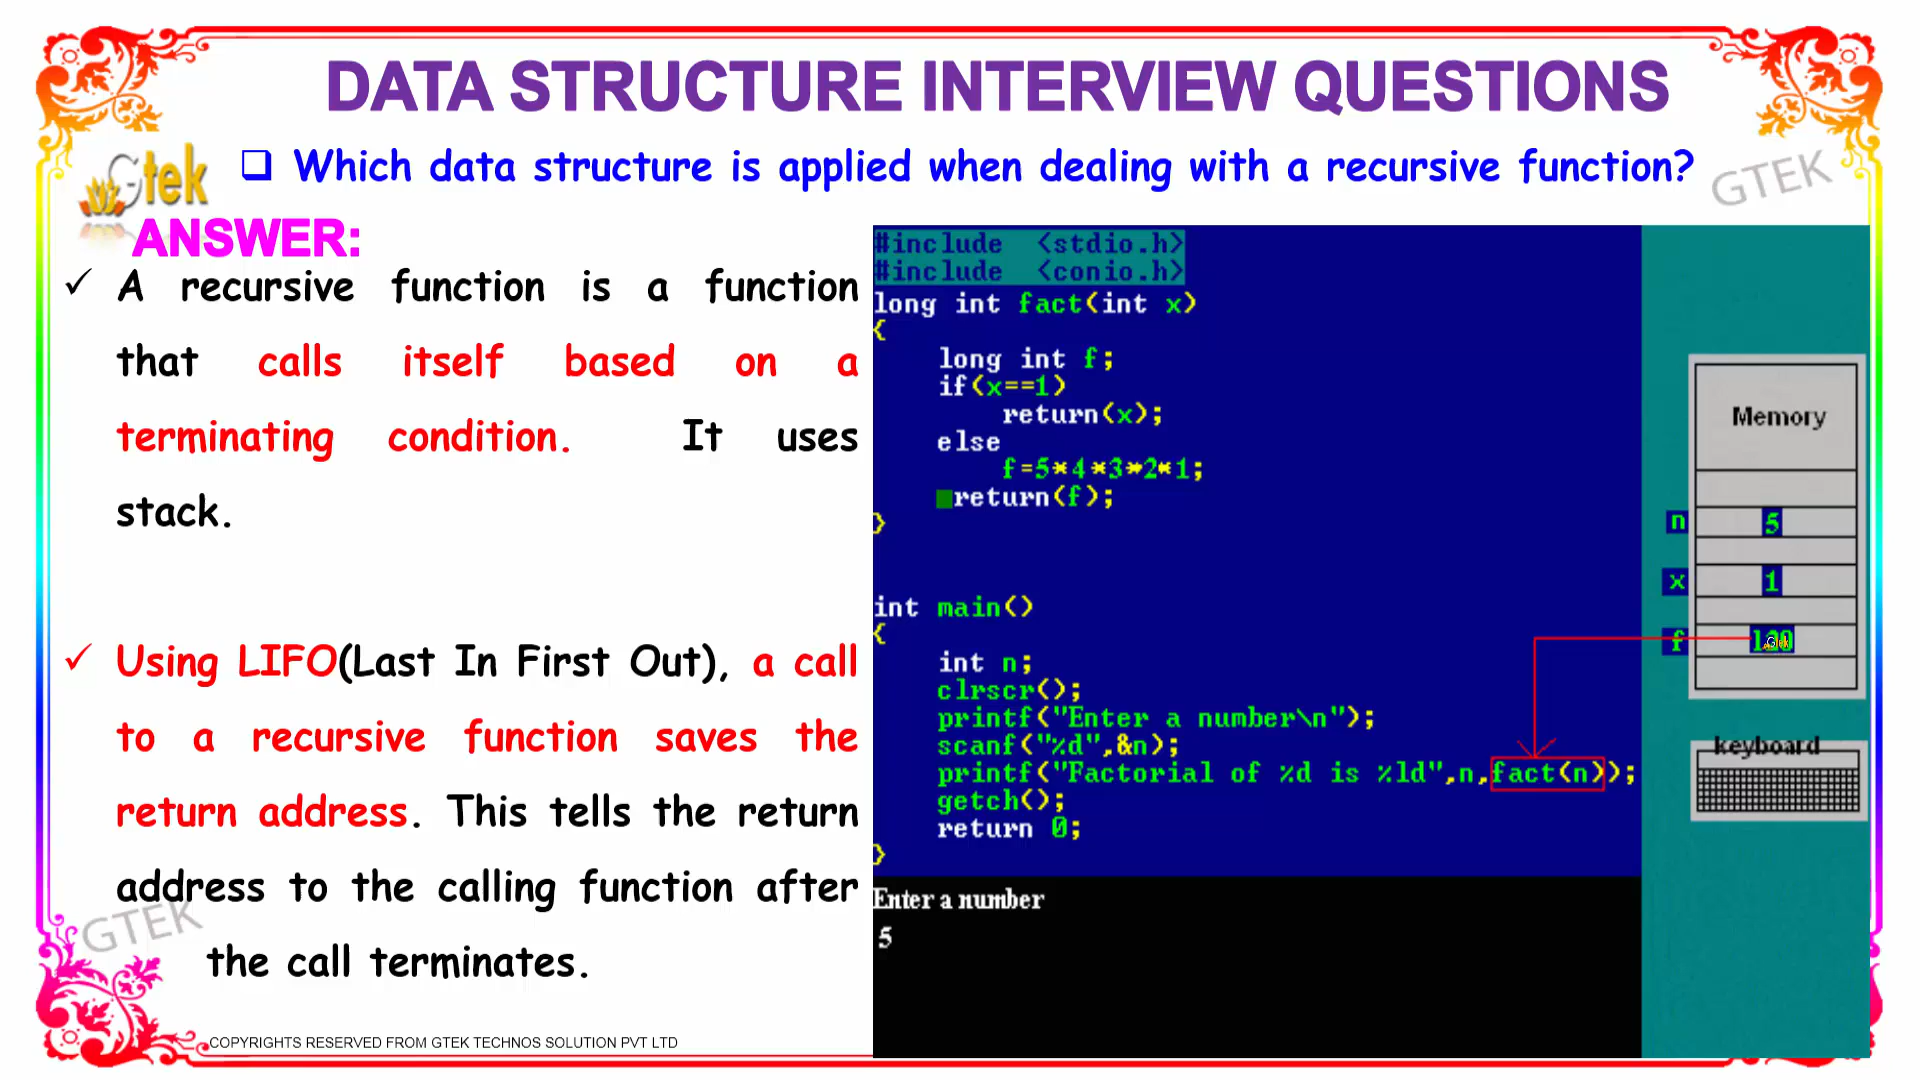 DATA STRUCTURE INTERVIEW QUESTIONS
Gtek
❑ Which data structure is applied when dealing with a recursive function?
GTEK
ANSWER:
✓ A recursive function is a function
that calls itself based on a
terminating condition. It uses
stack.
✓ Using LIFO(Last In First Out), a call
to a recursive function saves the
return address. This tells the return
address to the calling function after
the call terminates.
GTEK
COPYRIGHTS RESERVED FROM GTEK TECHNOS SOLUTION PVT LTD
#include <stdio.h>
#include <conio.h>
long int fact(int x)
{
long int f;
if(x==1)
return(x);
else
f=5*4*3*2*1;
return(f);
}
int main()
{
int n;
clrscr();
printf("Enter a number\n");
scanf("%d",&n);
printf("Factorial of %d is %ld",n,fact(n));
getch();
return 0;
}
Enter a number
5
Memory
n 5
x 1
f 120
keyboard